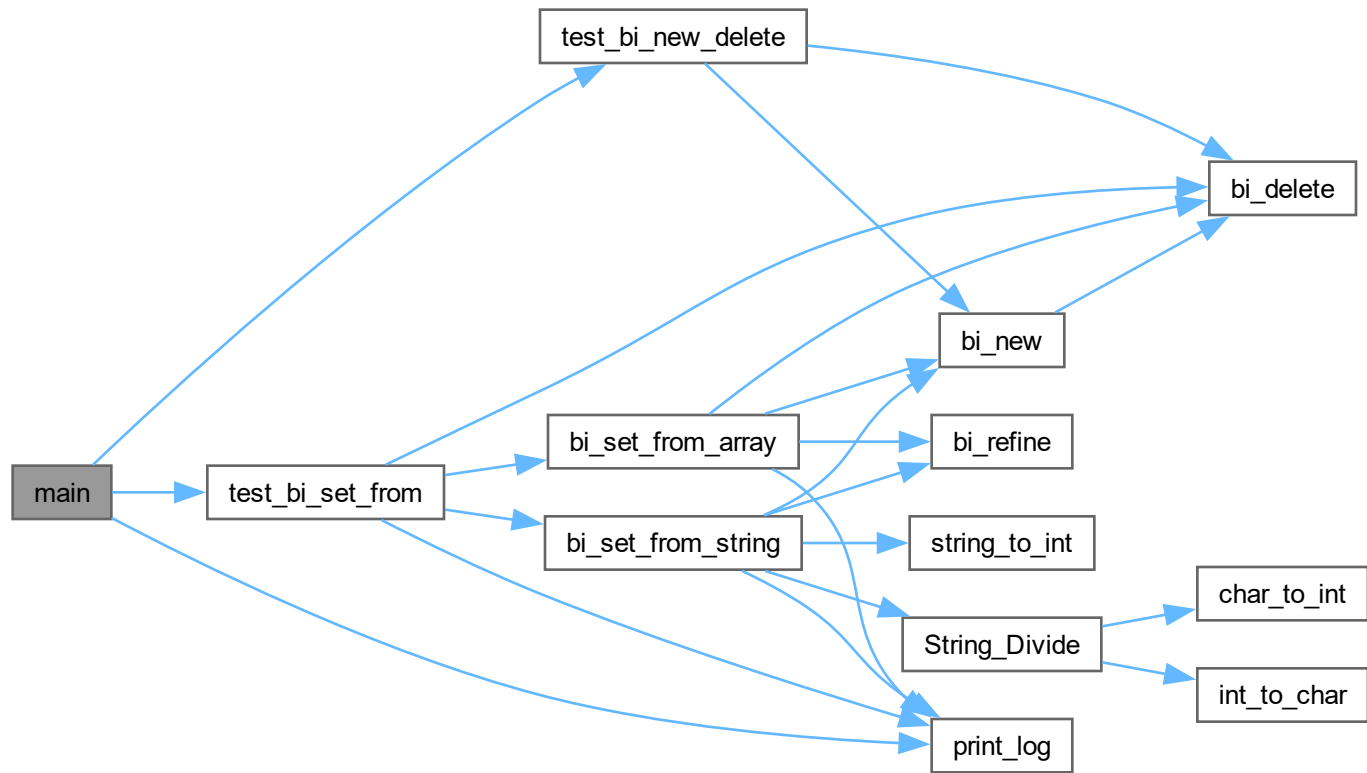 test_bi_new_delete
bi_delete
bi_new
bi_set_from_array
bi_refine
main
test_bi_set_from
bi_set_from_string
string_to_int
char_to_int
String_Divide
int_to_char
print_log